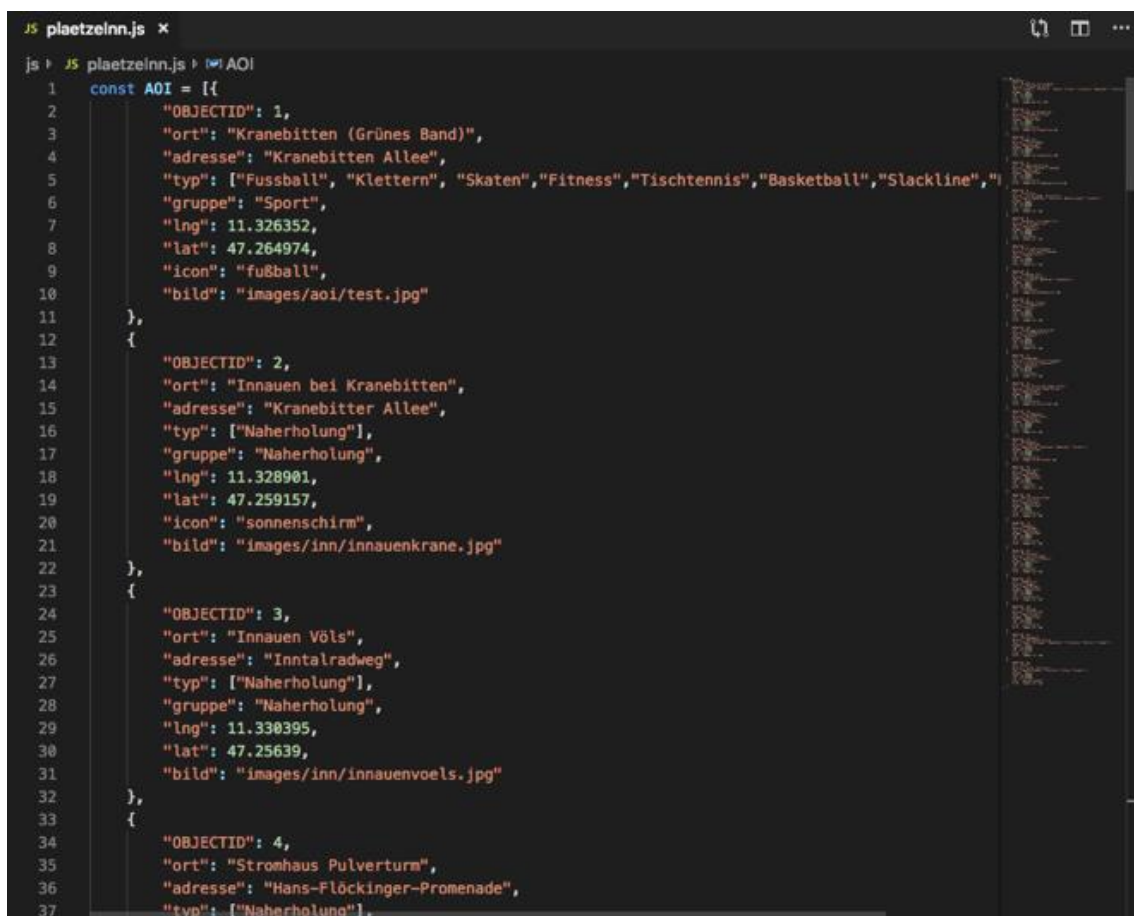 JS plaetzeInn.js ×
js › JS plaetzeInn.js › AOI
1 const AOI = [{
2 "OBJECTID": 1,
3 "ort": "Kranebitten (Grünes Band)",
4 "adresse": "Kranebitten Allee",
5 "typ": ["Fussball", "Klettern", "Skaten","Fitness","Tischtennis","Basketball","Slackline","
6 "gruppe": "Sport",
7 "lng": 11.326352,
8 "lat": 47.264974,
9 "icon": "fußball",
10 "bild": "images/aoi/test.jpg"
11 },
12 {
13 "OBJECTID": 2,
14 "ort": "Innauen bei Kranebitten",
15 "adresse": "Kranebitter Allee",
16 "typ": ["Naherholung"],
17 "gruppe": "Naherholung",
18 "lng": 11.328901,
19 "lat": 47.259157,
20 "icon": "sonnenschirm",
21 "bild": "images/inn/innauenkrane.jpg"
22 },
23 {
24 "OBJECTID": 3,
25 "ort": "Innauen Völs",
26 "adresse": "Inntalradweg",
27 "typ": ["Naherholung"],
28 "gruppe": "Naherholung",
29 "lng": 11.330395,
30 "lat": 47.25639,
31 "bild": "images/inn/innauenvoels.jpg"
32 },
33 {
34 "OBJECTID": 4,
35 "ort": "Stromhaus Pulverturm",
36 "adresse": "Hans-Flöckinger-Promenade",
37 "typ": ["Naherholung"],